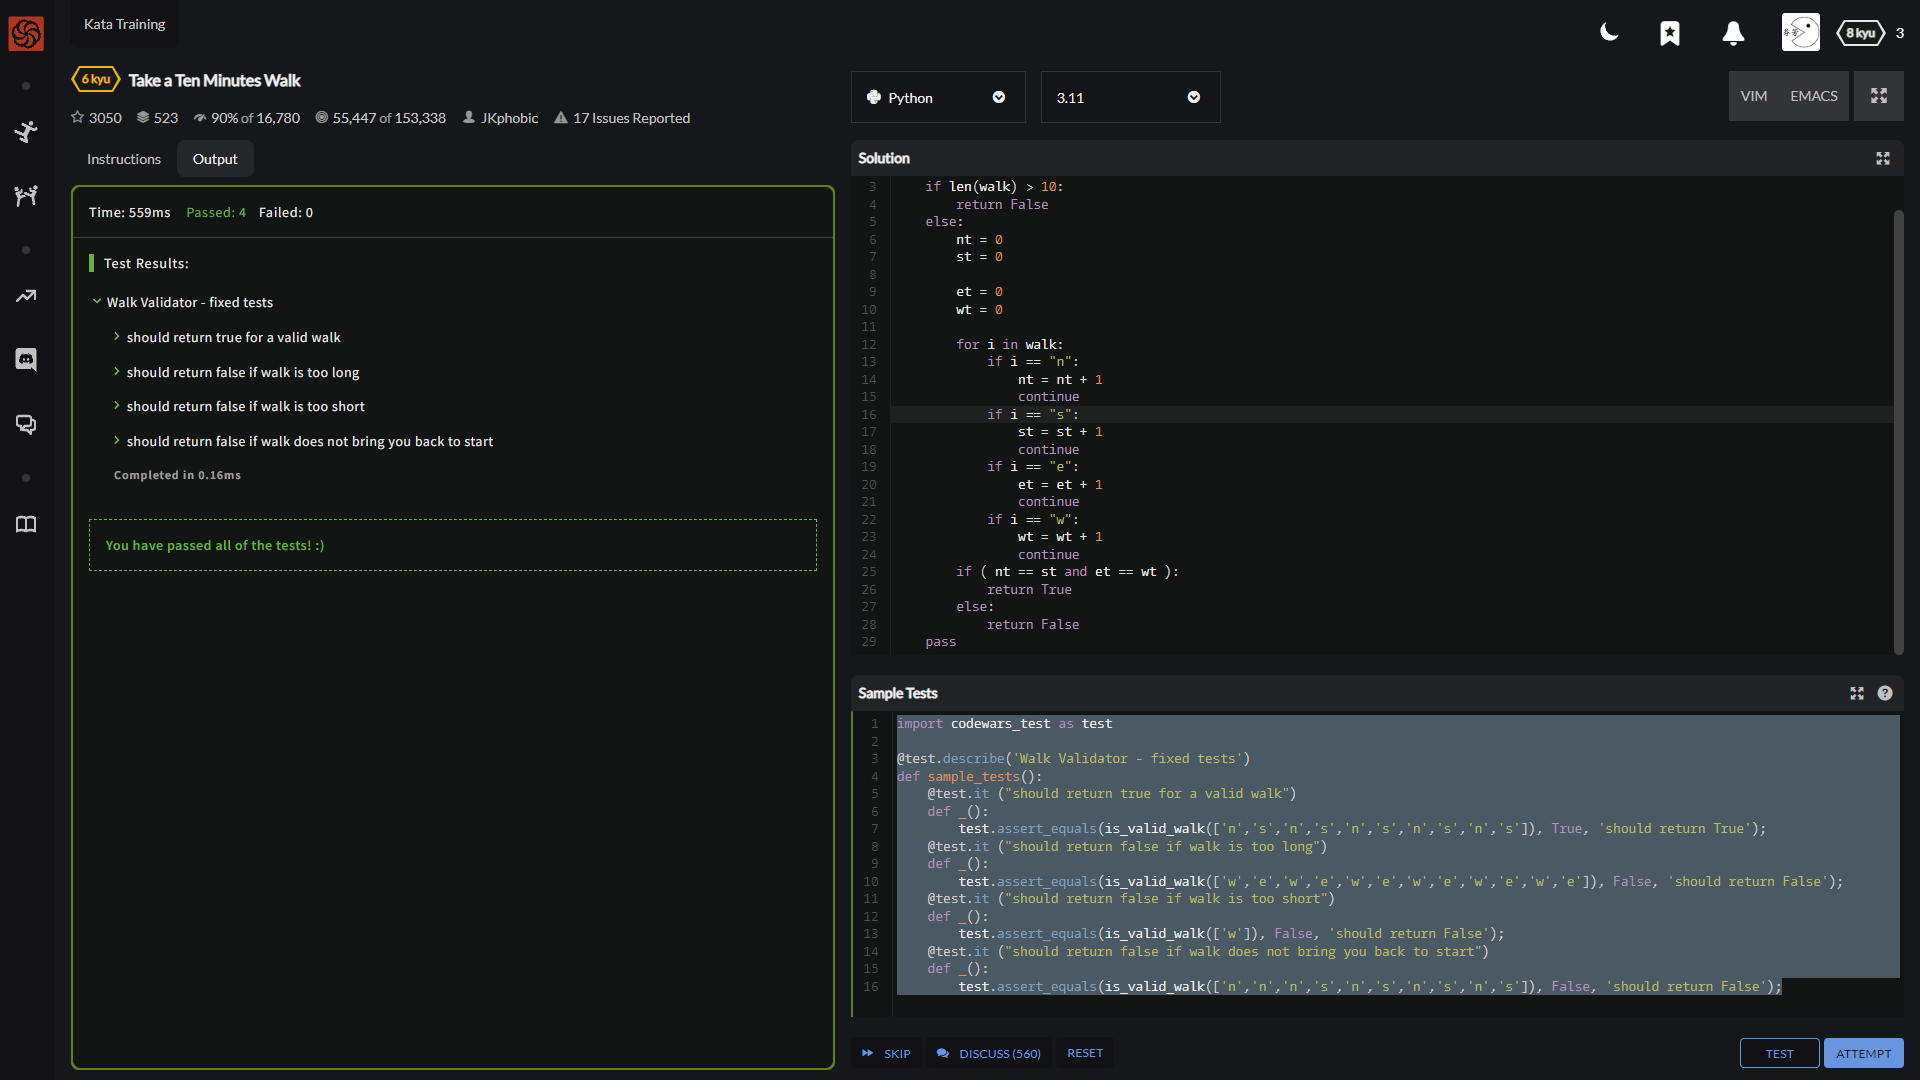 Kata Training
8 kyu 3
6 kyu Take a Ten Minutes Walk
3050 523 90% of 16,780 55,447 of 153,338 JKphobic 17 Issues Reported
Instructions Output
Time: 559ms Passed: 4 Failed: 0
Test Results:
Walk Validator - fixed tests
should return true for a valid walk
should return false if walk is too long
should return false if walk is too short
should return false if walk does not bring you back to start
Completed in 0.16ms
You have passed all of the tests! :)
Python 3.11 VIM EMACS
Solution
3 if len(walk) > 10:
4 return False
5 else:
6 nt = 0
7 st = 0
8
9 et = 0
10 wt = 0
11
12 for i in walk:
13 if i == "n":
14 nt = nt + 1
15 continue
16 if i == "s":
17 st = st + 1
18 continue
19 if i == "e":
20 et = et + 1
21 continue
22 if i == "w":
23 wt = wt + 1
24 continue
25 if ( nt == st and et == wt ):
26 return True
27 else:
28 return False
29 pass
Sample Tests
1 import codewars_test as test
2
3 @test.describe('Walk Validator - fixed tests')
4 def sample_tests():
5 @test.it ("should return true for a valid walk")
6 def _():
7 test.assert_equals(is_valid_walk(['n','s','n','s','n','s','n','s','n','s']), True, 'should return True');
8 @test.it ("should return false if walk is too long")
9 def _():
10 test.assert_equals(is_valid_walk(['w','e','w','e','w','e','w','e','w','e','w','e']), False, 'should return False');
11 @test.it ("should return false if walk is too short")
12 def _():
13 test.assert_equals(is_valid_walk(['w']), False, 'should return False');
14 @test.it ("should return false if walk does not bring you back to start")
15 def _():
16 test.assert_equals(is_valid_walk(['n','n','n','s','n','s','n','s','n','s']), False, 'should return False');
SKIP DISCUSS (560) RESET TEST ATTEMPT